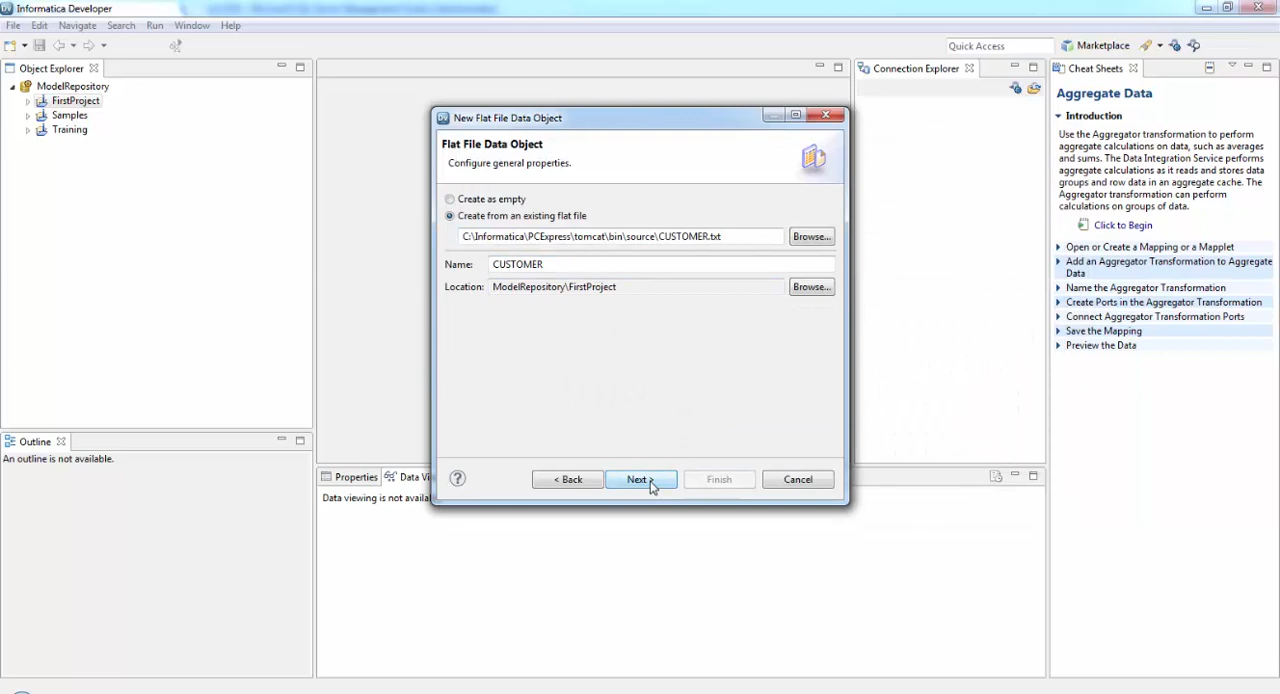 Informatica Developer
File Edit Navigate Search Run Window Help
Quick Access
Marketplace
Object Explorer
ModelRepository
FirstProject
Samples
Training
Outline
An outline is not available.
New Flat File Data Object
Flat File Data Object
Configure general properties.
Create as empty
Create from an existing flat file
C:\Informatica\PCExpress\tomcat\bin\source\CUSTOMER.txt
Browse...
Name:
CUSTOMER
Location:
ModelRepository\FirstProject
Browse...
?
< Back
Next >
Finish
Cancel
Properties
Data Vi
Data viewing is not availa
Connection Explorer
Cheat Sheets
Aggregate Data
Introduction
Use the Aggregator transformation to perform
aggregate calculations on data, such as averages
and sums. The Data Integration Service performs
aggregate calculations as it reads and stores data
groups and row data in an aggregate cache. The
Aggregator transformation can perform
calculations on groups of data.
Click to Begin
Open or Create a Mapping or a Mapplet
Add an Aggregator Transformation to Aggregate
Data
Name the Aggregator Transformation
Create Ports in the Aggregator Transformation
Connect Aggregator Transformation Ports
Save the Mapping
Preview the Data